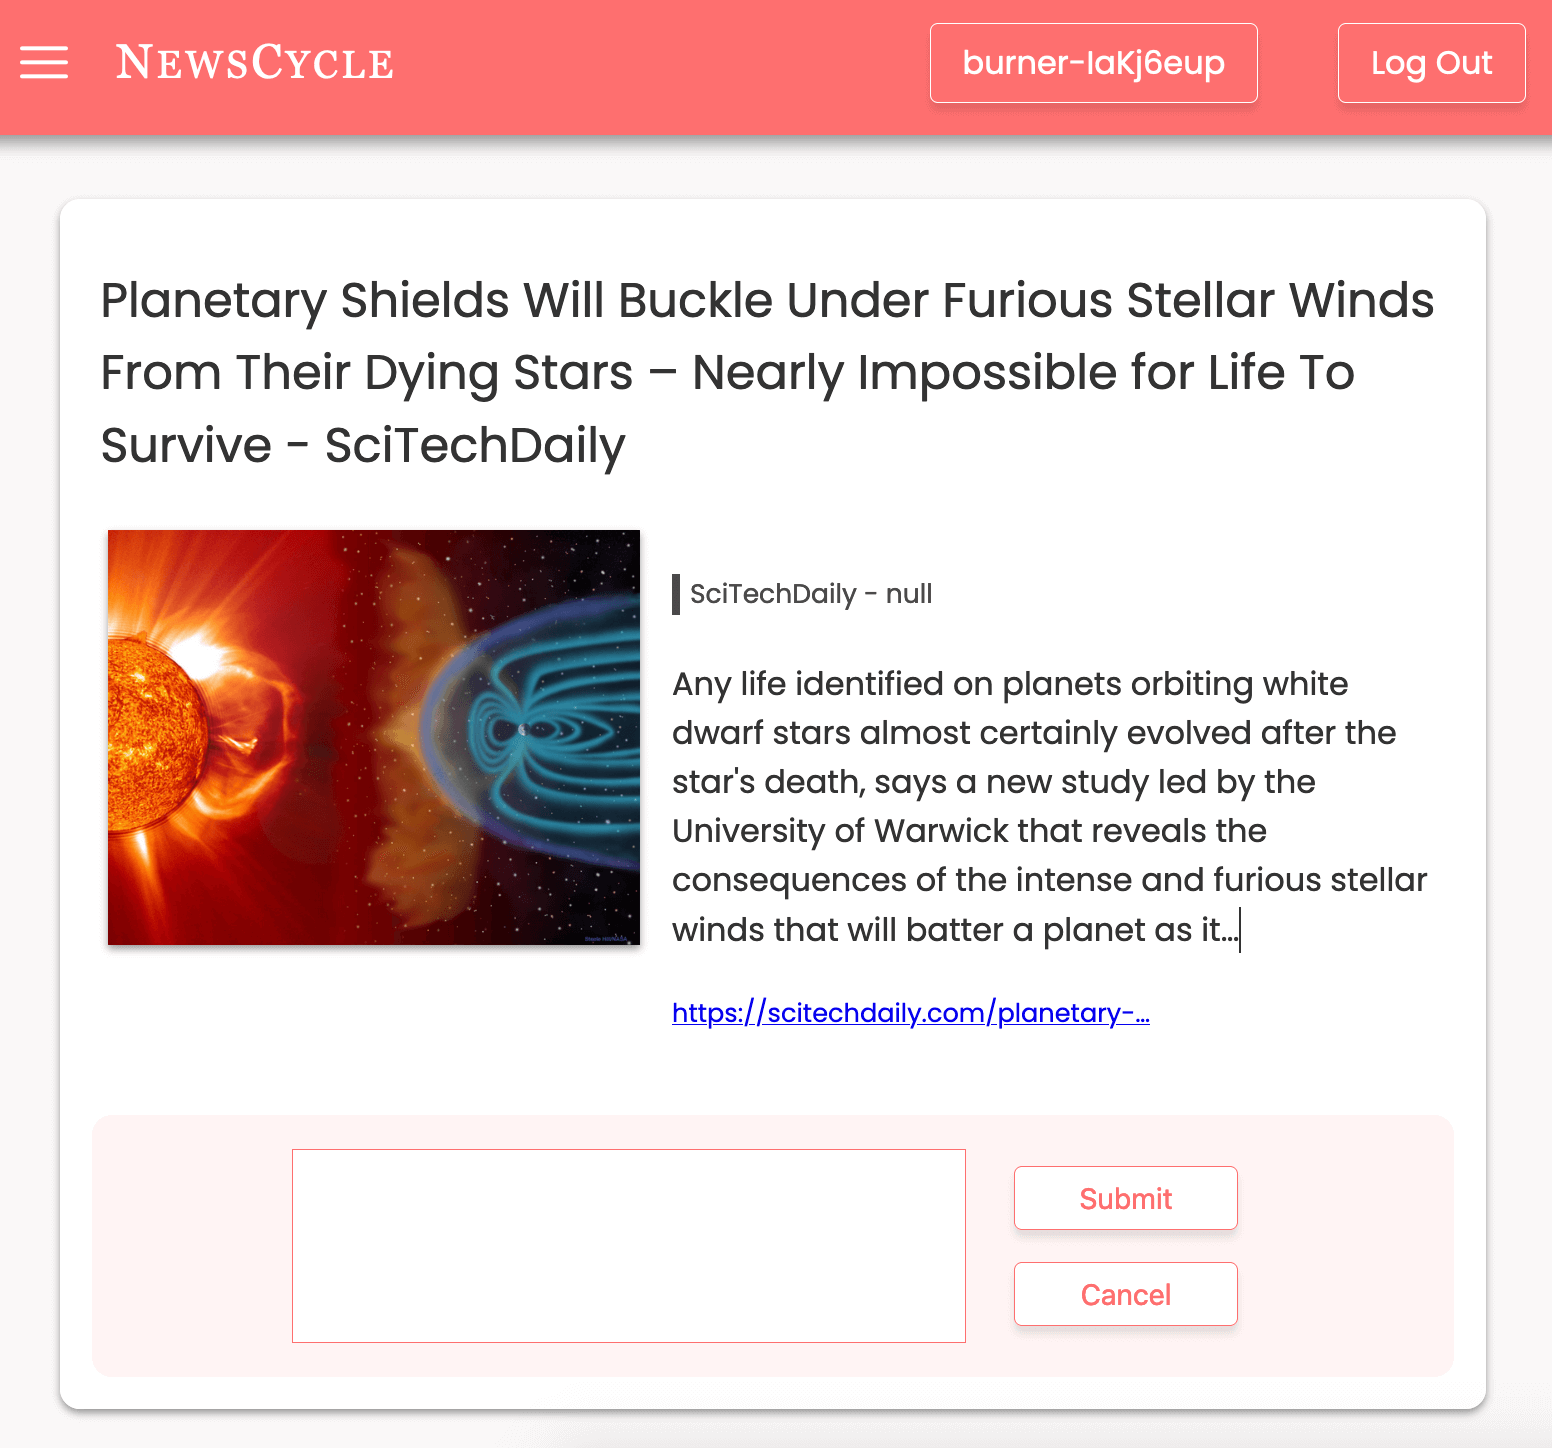 NewsCycle
burner-IaKj6eup
Log Out
Planetary Shields Will Buckle Under Furious Stellar Winds
From Their Dying Stars – Nearly Impossible for Life To
Survive - SciTechDaily
SciTechDaily - null
Any life identified on planets orbiting white
dwarf stars almost certainly evolved after the
star's death, says a new study led by the
University of Warwick that reveals the
consequences of the intense and furious stellar
winds that will batter a planet as it…
https://scitechdaily.com/planetary-…
Submit
Cancel